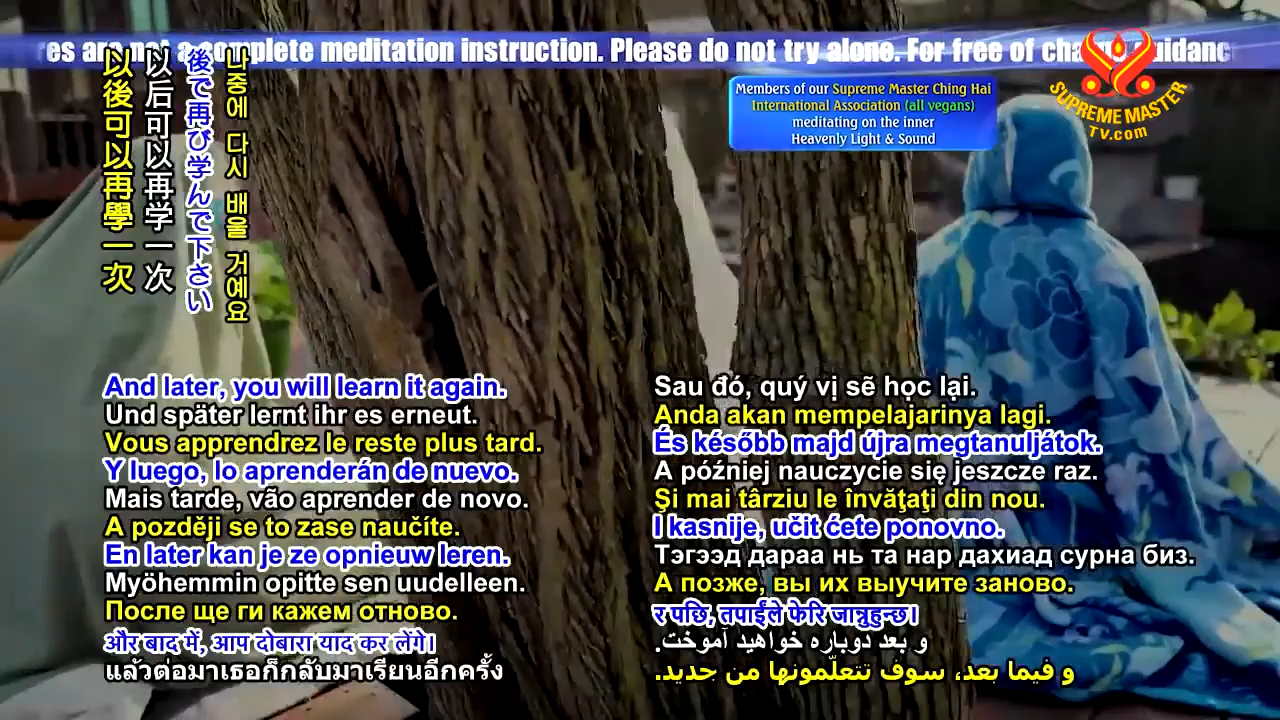 res are not a complete meditation instruction. Please do not try alone. For free of charge guidanc
Members of our Supreme Master Ching Hai
International Association (all vegans)
meditating on the inner
Heavenly Light & Sound
SUPREME MASTER
TV.com
以後可以再學一次
以后可以再学一次
後で再び学んで下さい
나중에 다시 배울 거예요
And later, you will learn it again.
Und später lernt ihr es erneut.
Vous apprendrez le reste plus tard.
Y luego, lo aprenderán de nuevo.
Mais tarde, vão aprender de novo.
A později se to zase naučíte.
En later kan je ze opnieuw leren.
Myöhemmin opitte sen uudelleen.
После ще ги кажем отново.
और बाद में, आप दोबारा याद कर लेंगे।
แล้วต่อมาเธอก็กลับมาเรียนอีกครั้ง
Sau đó, quý vị sẽ học lại.
Anda akan mempelajarinya lagi.
És később majd újra megtanuljátok.
A później nauczycie się jeszcze raz.
Şi mai târziu le învăţaţi din nou.
I kasnije, učit ćete ponovno.
Тэгээд дараа нь та нар дахиад сурна биз.
А позже, вы их выучите заново.
र पछि, तपाईंले फेरि जान्नुहुन्छ।
و بعد دوباره خواهید آموخت.
و فيما بعد، سوف تتعلّمونها من جديد.